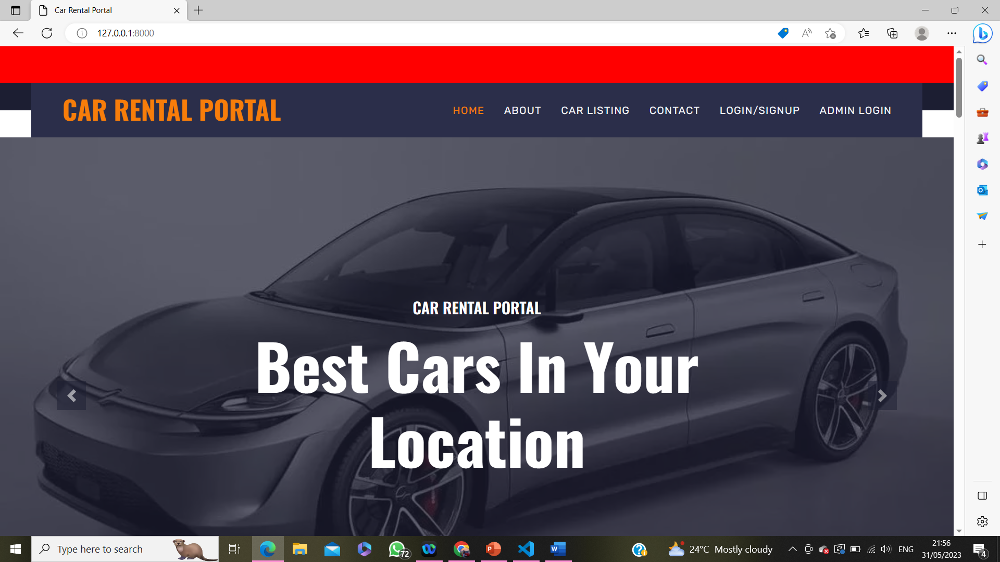 Car Rental Portal
127.0.0.1:8000
CAR RENTAL PORTAL
HOME ABOUT CAR LISTING CONTACT LOGIN/SIGNUP ADMIN LOGIN
CAR RENTAL PORTAL
Best Cars In Your
Location
Type here to search
72
24°C Mostly cloudy
ENG
21:56
31/05/2023
4